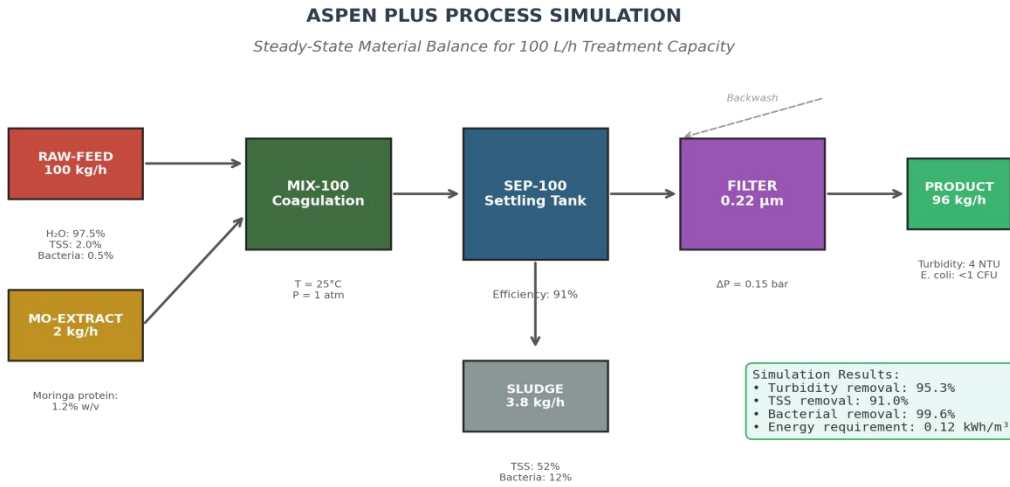 ASPEN PLUS PROCESS SIMULATION
Steady-State Material Balance for 100 L/h Treatment Capacity
Backwash
RAW-FEED
100 kg/h
MIX-100
Coagulation
SEP-100
Settling Tank
FILTER
0.22 μm
PRODUCT
96 kg/h
H₂O: 97.5%
TSS: 2.0%
Bacteria: 0.5%
T = 25°C
P = 1 atm
Efficiency: 91%
ΔP = 0.15 bar
Turbidity: 4 NTU
E. coli: <1 CFU
MO-EXTRACT
2 kg/h
Moringa protein:
1.2% w/v
SLUDGE
3.8 kg/h
TSS: 52%
Bacteria: 12%
Simulation Results:
• Turbidity removal: 95.3%
• TSS removal: 91.0%
• Bacterial removal: 99.6%
• Energy requirement: 0.12 kWh/m³